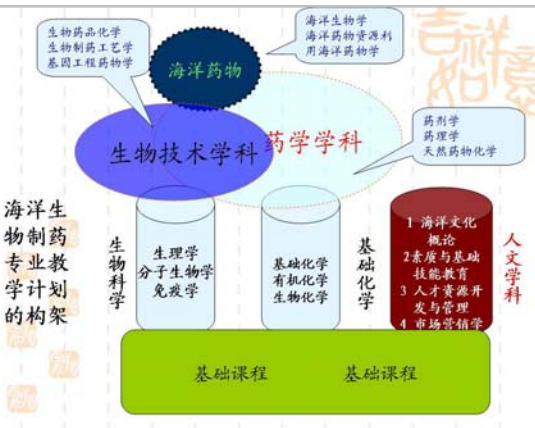 生物药品化学
生物制药工艺学
基因工程药物学
海洋药物
海洋生物学
海洋药物资源利
用海洋药物学
生物技术学科
药学学科
药剂学
药理学
天然药物化学
海洋生
物制药
专业教
学计划
的构架
生物科学
生理学
分子生物学
免疫学
基础化学
有机化学
生物化学
基础化学
1 海洋文化
概论
2素质与基础
技能教育
3 人才资源开
发与管理
4 市场营销学
人文学科
基础课程 基础课程